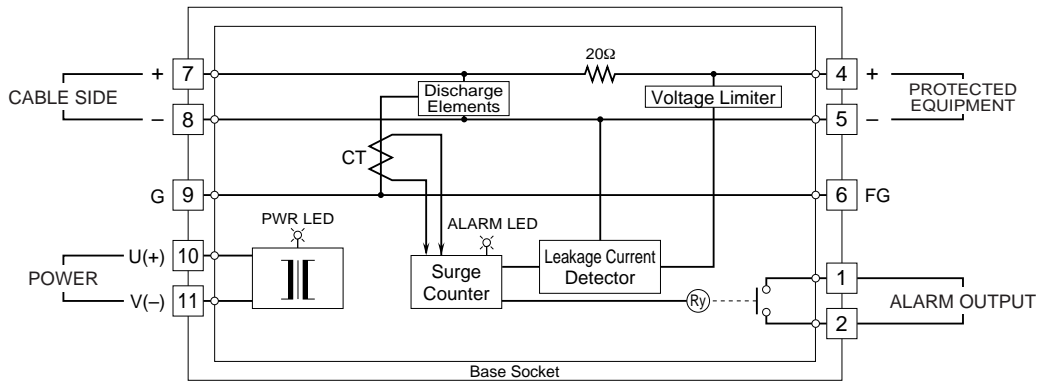 20Ω
+ 7
4 +
CABLE SIDE
Discharge
Elements
Voltage Limiter
PROTECTED
EQUIPMENT
– 8
5 –
CT
G 9
6 FG
PWR LED
ALARM LED
U(+) 10
POWER
V(–) 11
Surge
Counter
Leakage Current
Detector
Ry
1
ALARM OUTPUT
2
Base Socket